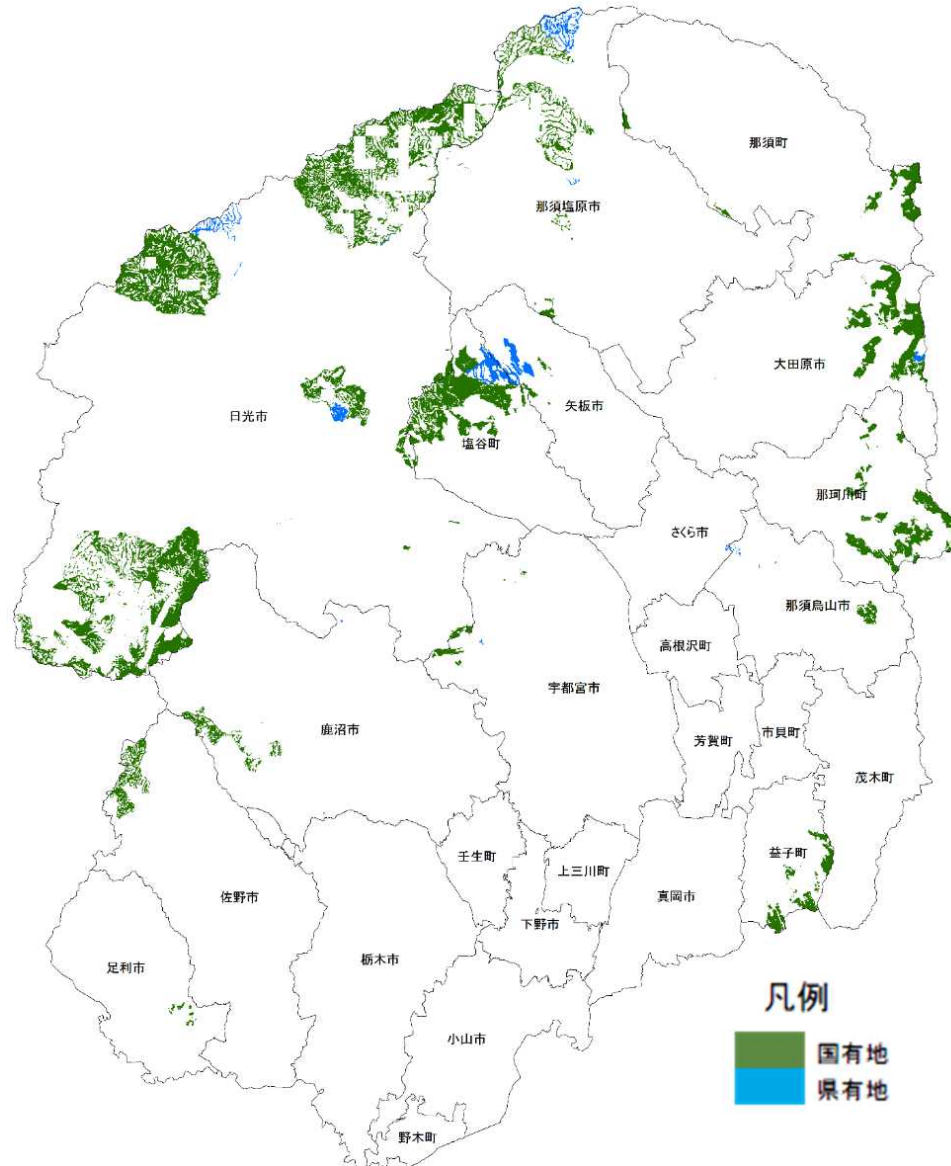 那須町
那須塩原市
大田原市
矢板市
日光市
塩谷町
那珂川町
さくら市
那須烏山市
高根沢町
宇都宮市
鹿沼市
芳賀町
市貝町
茂木町
壬生町
上三川町
益子町
佐野市
真岡市
下野市
栃木市
足利市
小山市
野木町
凡例
国有地
県有地